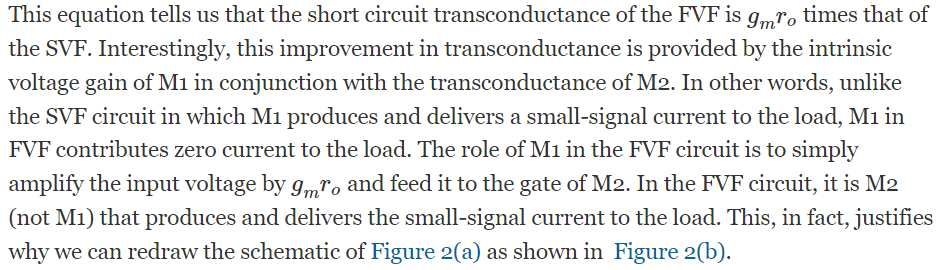 This equation tells us that the short circuit transconductance of the FVF is gₘrₒ times that of
the SVF. Interestingly, this improvement in transconductance is provided by the intrinsic
voltage gain of M1 in conjunction with the transconductance of M2. In other words, unlike
the SVF circuit in which M1 produces and delivers a small-signal current to the load, M1 in
FVF contributes zero current to the load. The role of M1 in the FVF circuit is to simply
amplify the input voltage by gₘrₒ and feed it to the gate of M2. In the FVF circuit, it is M2
(not M1) that produces and delivers the small-signal current to the load. This, in fact, justifies
why we can redraw the schematic of Figure 2(a) as shown in Figure 2(b).